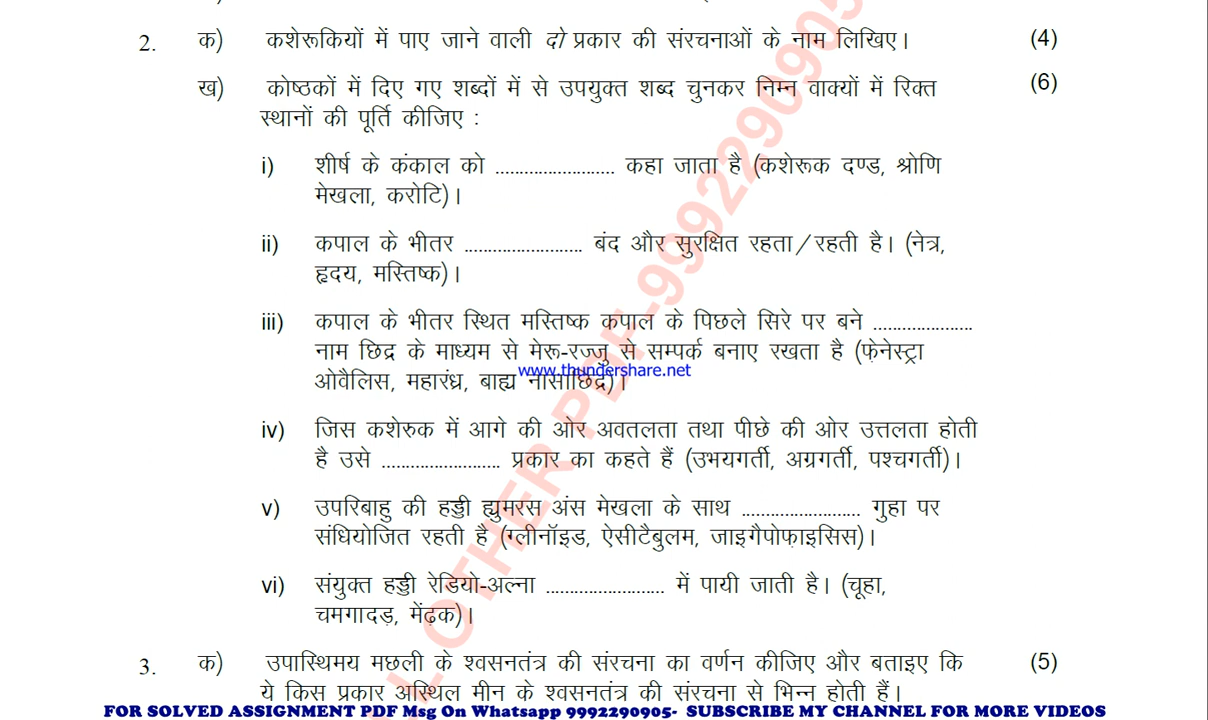 2. क) कशेरूकियों में पाए जाने वाली दो प्रकार की संरचनाओं के नाम लिखिए। (4)
ख) कोष्ठकों में दिए गए शब्दों में से उपयुक्त शब्द चुनकर निम्न वाक्यों में रिक्त (6)
स्थानों की पूर्ति कीजिए :
i) शीर्ष के कंकाल को ......................... कहा जाता है (कशेरूक दण्ड, श्रोणि
मेखला, करोटि)।
ii) कपाल के भीतर ......................... बंद और सुरक्षित रहता/रहती है। (नेत्र,
हृदय, मस्तिष्क)।
iii) कपाल के भीतर स्थित मस्तिष्क कपाल के पिछले सिरे पर बने .....................
नाम छिद्र के माध्यम से मेरू-रज्जु से सम्पर्क बनाए रखता है (फ़ेनेस्ट्रा
www.thundershare.net
ओवैलिस, महारंध्र, बाह्य नासाछिद्र)।
iv) जिस कशेरुक में आगे की ओर अवतलता तथा पीछे की ओर उत्तलता होती
है उसे ......................... प्रकार का कहते हैं (उभयगर्ती, अग्रगर्ती, पश्चगर्ती)।
v) उपरिबाहु की हड्डी ह्युमरस अंस मेखला के साथ ......................... गुहा पर
संधियोजित रहती है (ग्लीनॉइड, ऐसीटैबुलम, जाइगैपोफ़ाइसिस)।
vi) संयुक्त हड्डी रेडियो-अल्ना ......................... में पायी जाती है। (चूहा,
चमगादड़, मेंढ़क)।
3. क) उपास्थिमय मछली के श्वसनतंत्र की संरचना का वर्णन कीजिए और बताइए कि (5)
ये किस प्रकार अस्थिल मीन के श्वसनतंत्र की संरचना से भिन्न होती हैं।
FOR SOLVED ASSIGNMENT PDF Msg On Whatsapp 9992290905- SUBSCRIBE MY CHANNEL FOR MORE VIDEOS